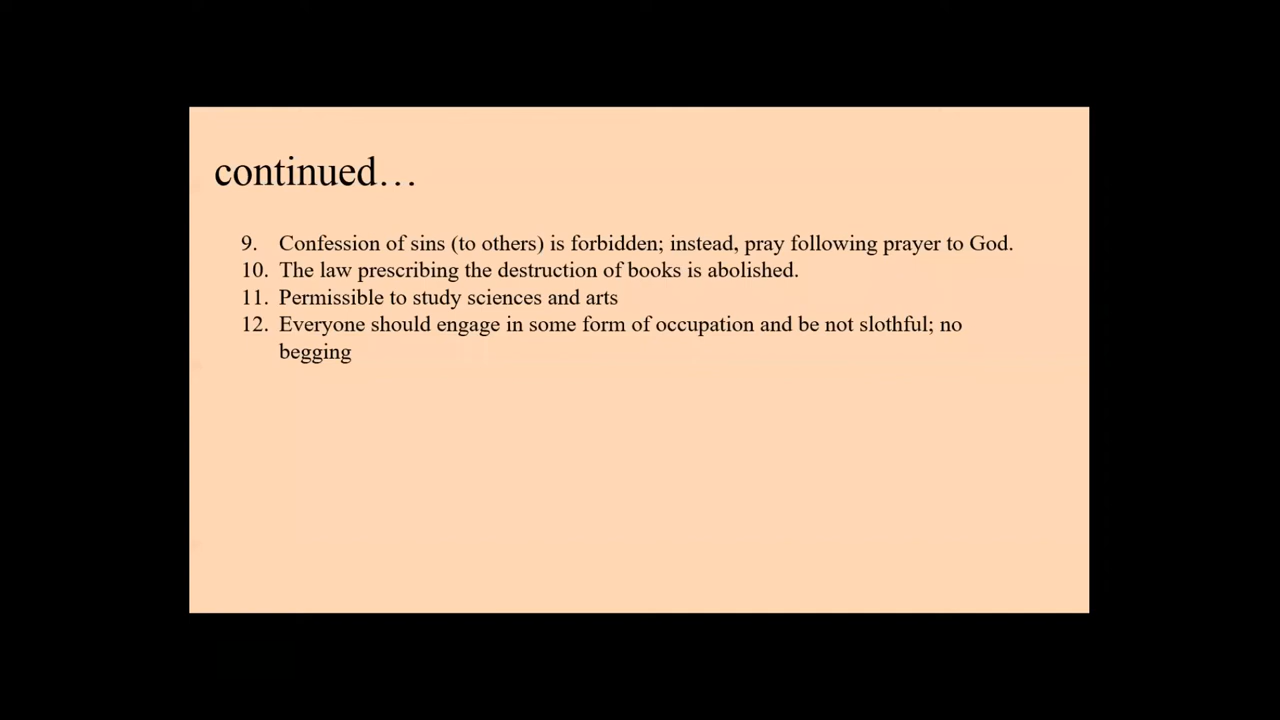 continued…
9. Confession of sins (to others) is forbidden; instead, pray following prayer to God.
10. The law prescribing the destruction of books is abolished.
11. Permissible to study sciences and arts
12. Everyone should engage in some form of occupation and be not slothful; no
begging